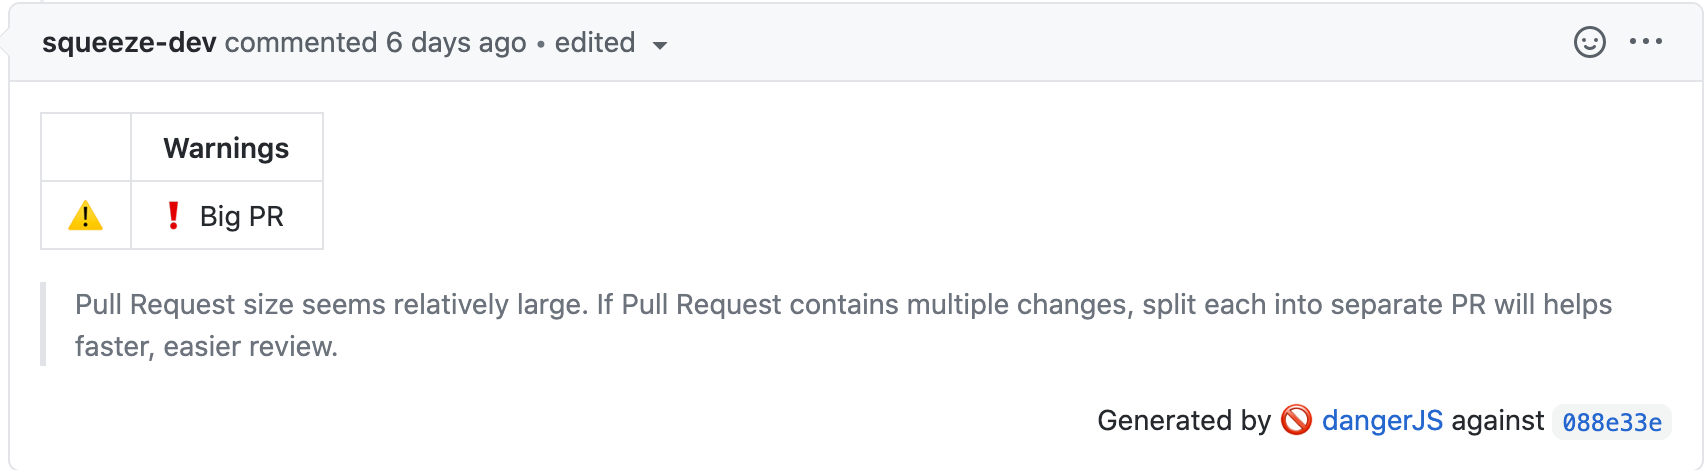 squeeze-dev commented 6 days ago • edited
Warnings
⚠️ ❗ Big PR
Pull Request size seems relatively large. If Pull Request contains multiple changes, split each into separate PR will helps
faster, easier review.
Generated by 🚫 dangerJS against 088e33e